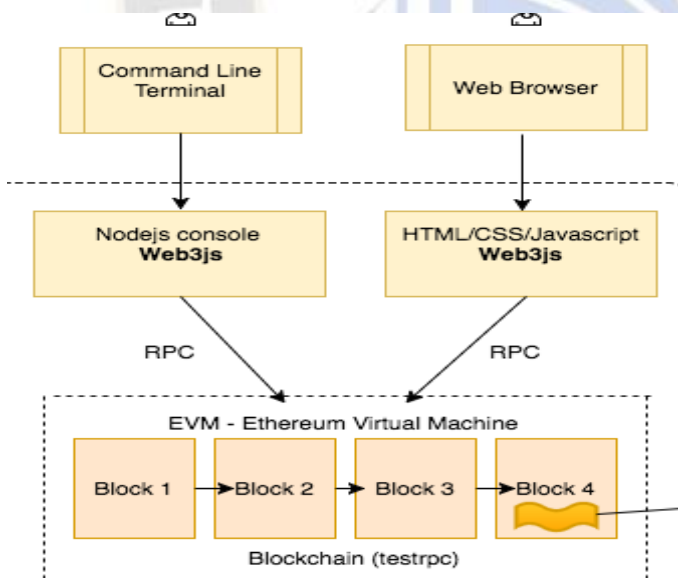 Command Line
Terminal
Web Browser
Nodejs console
Web3js
HTML/CSS/Javascript
Web3js
RPC
RPC
EVM - Ethereum Virtual Machine
Block 1
Block 2
Block 3
Block 4
Blockchain (testrpc)